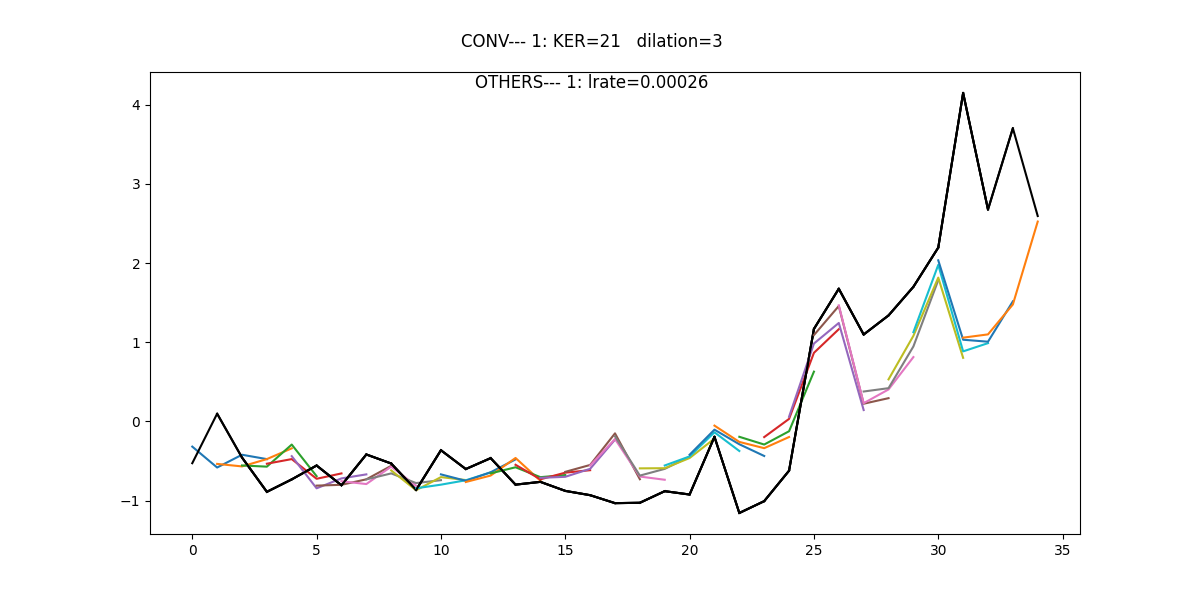 CONV--- 1: KER=21   dilation=3
OTHERS--- 1: lrate=0.00026
4
3
2
1
0
−1
0 5 10 15 20 25 30 35